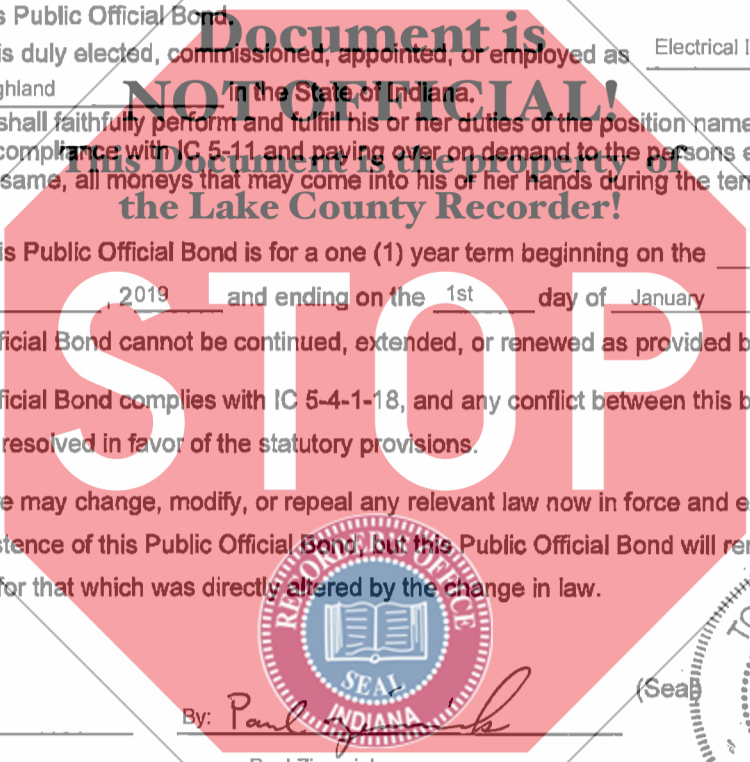 s Public Official Bond.
Document is
is duly elected, commissioned, appointed, or employed as Electrical I
ghland in the State of Indiana.
NOT OFFICIAL!
shall faithfully perform and fulfill his or her duties of the position name
compliance with IC 5-11 and paying over on demand to the persons e
This Document is the property of
same, all moneys that may come into his or her hands during the ter
the Lake County Recorder!
is Public Official Bond is for a one (1) year term beginning on the
, 2019 and ending on the 1st day of January
STOP
ficial Bond cannot be continued, extended, or renewed as provided b
ficial Bond complies with IC 5-4-1-18, and any conflict between this b
resolved in favor of the statutory provisions.
e may change, modify, or repeal any relevant law now in force and e
stence of this Public Official Bond, but this Public Official Bond will rem
for that which was directly altered by the change in law.
RECORDER'S OFFICE
SEAL
INDIANA
(Seal)
TO
By: Paul